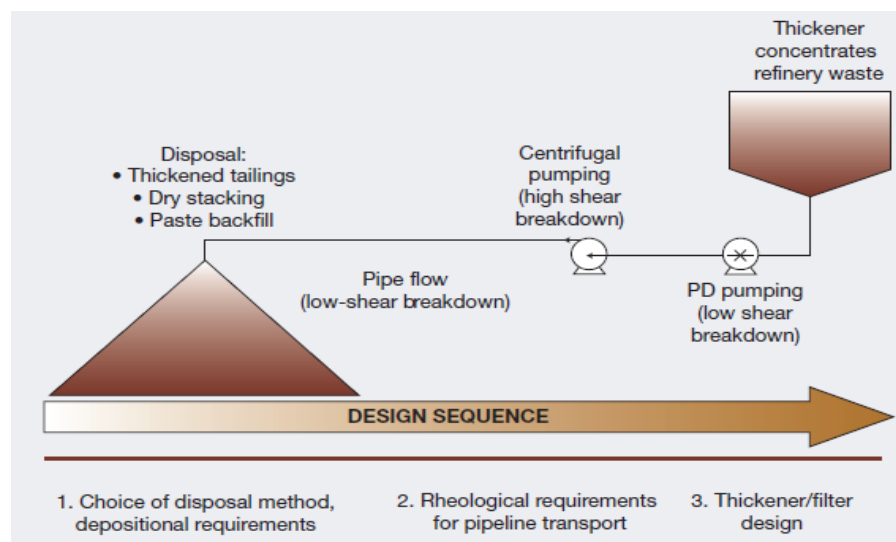 Thickener
concentrates
refinery waste
Disposal:
• Thickened tailings
• Dry stacking
• Paste backfill
Centrifugal
pumping
(high shear
breakdown)
Pipe flow
(low-shear breakdown)
PD pumping
(low shear
breakdown)
DESIGN SEQUENCE
1. Choice of disposal method,
depositional requirements
2. Rheological requirements
for pipeline transport
3. Thickener/filter
design